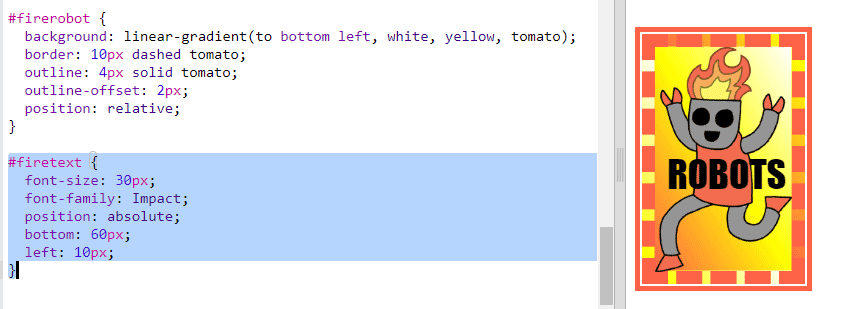 #firerobot {
background: linear-gradient(to bottom left, white, yellow, tomato);
border: 10px dashed tomato;
outline: 4px solid tomato;
outline-offset: 2px;
position: relative;
}
#firetext {
font-size: 30px;
font-family: Impact;
position: absolute;
bottom: 60px;
left: 10px;
}
ROBOTS